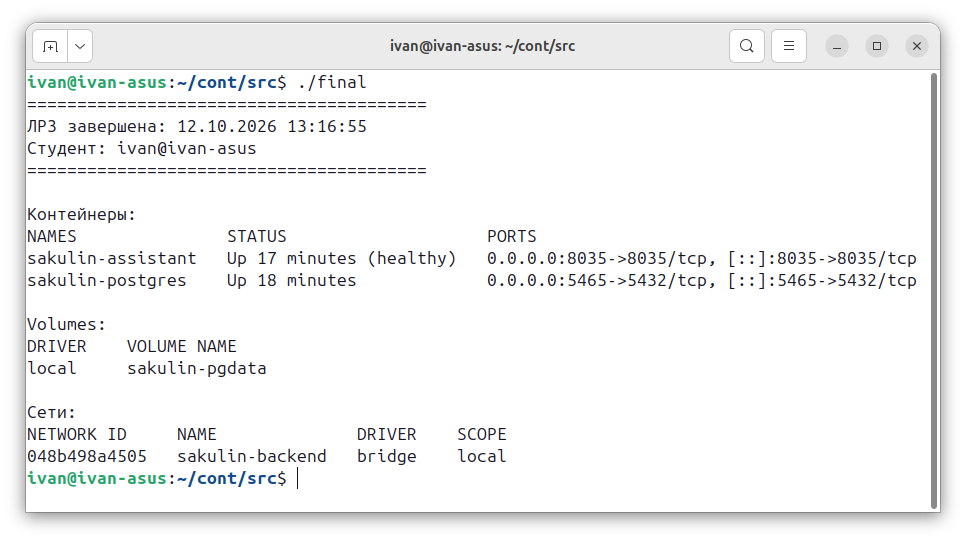 ivan@ivan-asus: ~/cont/src
ivan@ivan-asus:~/cont/src$ ./final
========================================
ЛР3 завершена: 12.10.2026 13:16:55
Студент: ivan@ivan-asus
========================================
Контейнеры:
NAMES               STATUS                    PORTS
sakulin-assistant   Up 17 minutes (healthy)   0.0.0.0:8035->8035/tcp, [::]:8035->8035/tcp
sakulin-postgres    Up 18 minutes             0.0.0.0:5465->5432/tcp, [::]:5465->5432/tcp
Volumes:
DRIVER    VOLUME NAME
local     sakulin-pgdata
Сети:
NETWORK ID     NAME              DRIVER    SCOPE
048b498a4505   sakulin-backend   bridge    local
ivan@ivan-asus:~/cont/src$